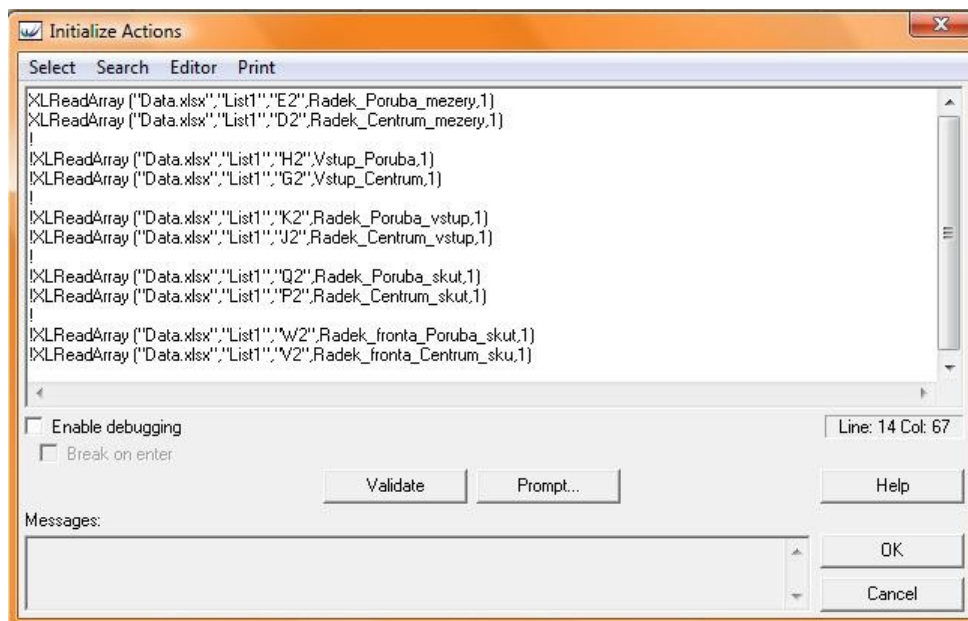 Initialize Actions
Select Search Editor Print
XLReadArray ("Data.xlsx","List1","E2",Radek_Poruba_mezery,1)
XLReadArray ("Data.xlsx","List1","D2",Radek_Centrum_mezery,1)
!
!XLReadArray ("Data.xlsx","List1","H2",Vstup_Poruba,1)
!XLReadArray ("Data.xlsx","List1","G2",Vstup_Centrum,1)
!
!XLReadArray ("Data.xlsx","List1","K2",Radek_Poruba_vstup,1)
!XLReadArray ("Data.xlsx","List1","J2",Radek_Centrum_vstup,1)
!
!XLReadArray ("Data.xlsx","List1","Q2",Radek_Poruba_skut,1)
!XLReadArray ("Data.xlsx","List1","P2",Radek_Centrum_skut,1)
!
!XLReadArray ("Data.xlsx","List1","W2",Radek_fronta_Poruba_skut,1)
!XLReadArray ("Data.xlsx","List1","V2",Radek_fronta_Centrum_sku,1)
Enable debugging
Line: 14 Col: 67
Break on enter
Validate Prompt... Help
Messages:
OK
Cancel